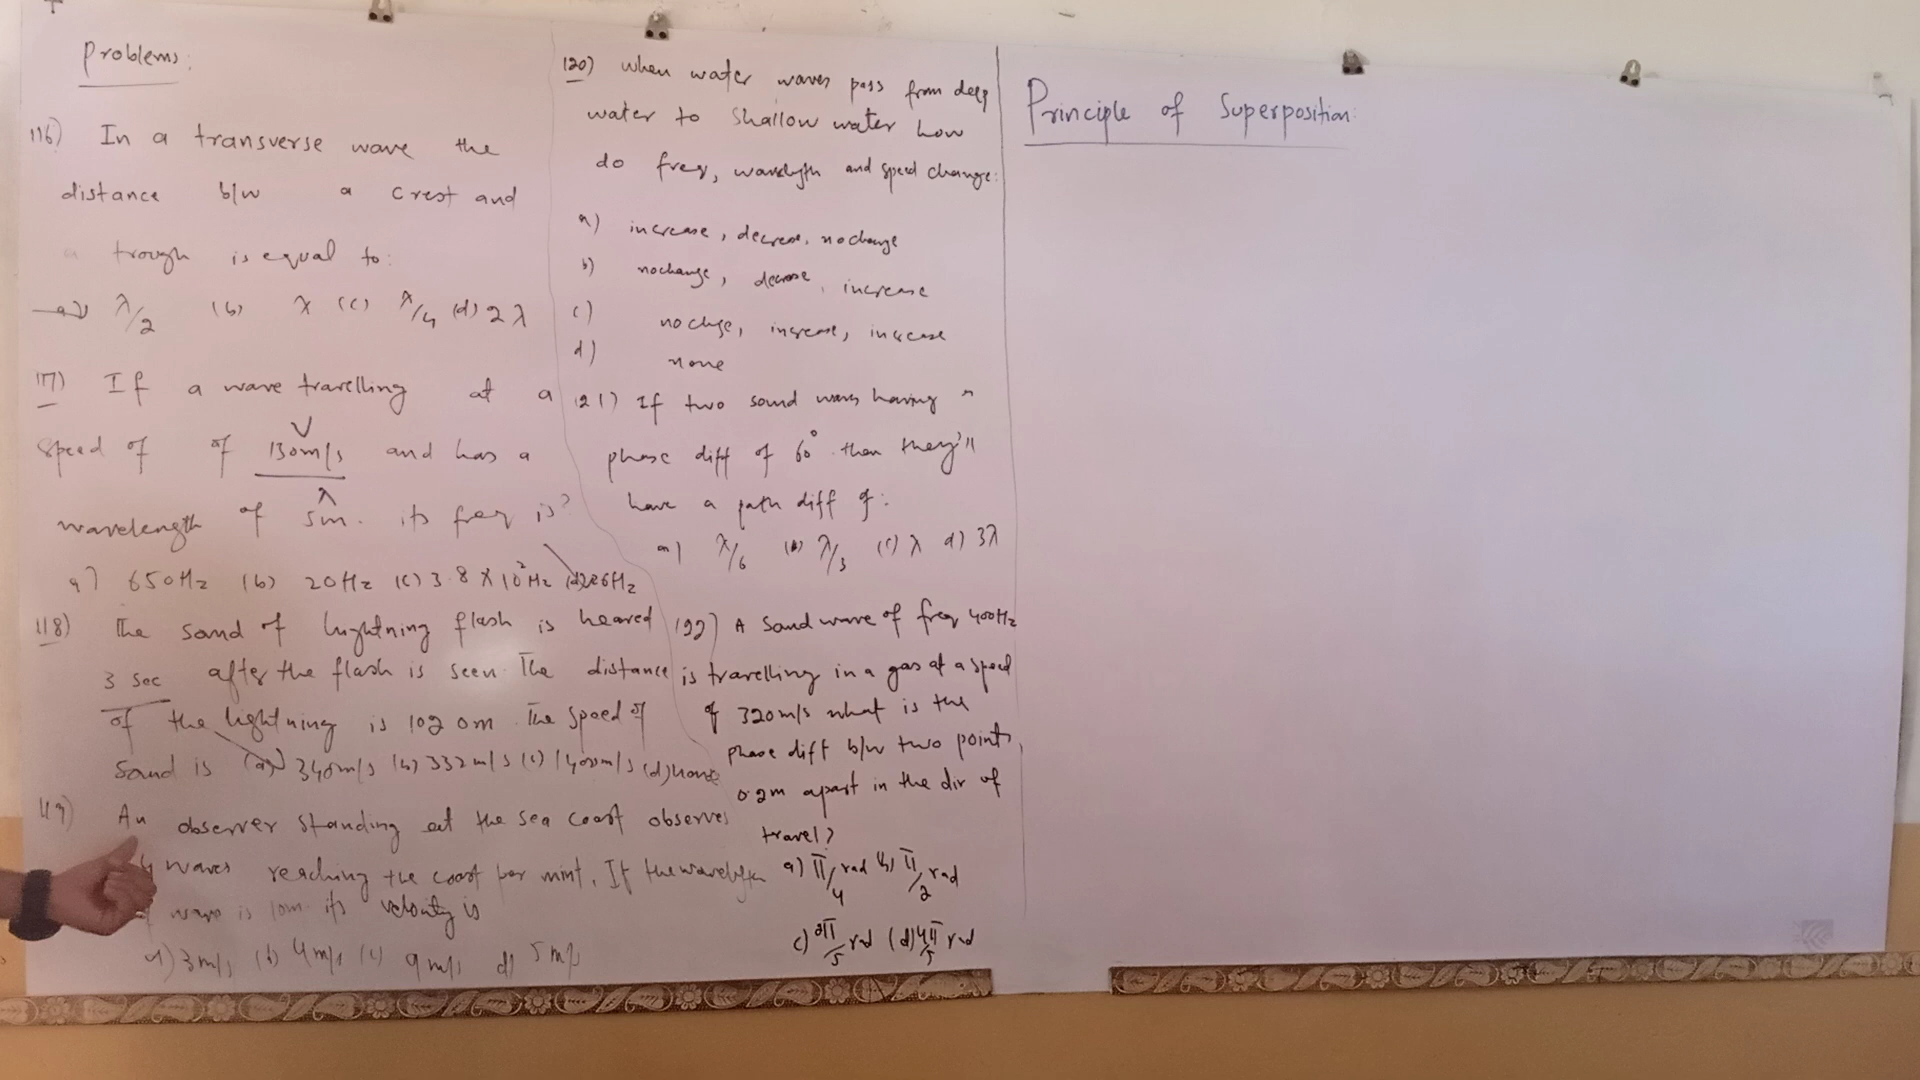 Problems:
116) In a transverse wave the
distance b/w a crest and
a trough is equal to:
a) λ/2 (b) λ (c) λ/4 (d) 2λ
117) If a wave travelling at a
speed of of 130m/s and has a
V
λ
wavelength of 5m. its freq is?
a) 650Hz (b) 20Hz (c) 3.8 X 10² Hz (d) 26Hz
118) The sound of lightning flash is heared
3 sec after the flash is seen. The distance
of the lightning is 1020m. The speed of
sound is (a) 340m/s (b) 332m/s (c) 1400m/s (d) none
119) An observer standing at the sea coast observes
waves reaching the coast per mint. If the wavelength
wave is 10m its velocity is
a) 3m/s (b) 4m/s (c) 9m/s d) 5m/s
120) when water waves pass from deep
water to shallow water how
do freq, wavelength and speed change:
a) increase, decrease, no change
b) nochange, decrease, increase
c) no change, increase, increase
d) none
121) If two sound waves having a
phase diff of 60° then they'll
have a path diff of:
a) λ/6 (b) λ/3 (c) λ d) 3λ
122) A Sound wave of freq 400Hz
is travelling in a gas at a speed
of 320m/s what is the
phase diff b/w two points,
0.2m apart in the dir of
travel?
a) π/4 rad (b) π/2 rad
c) 2π/5 rad (d) 4π/5 rad
Principle of Superposition: